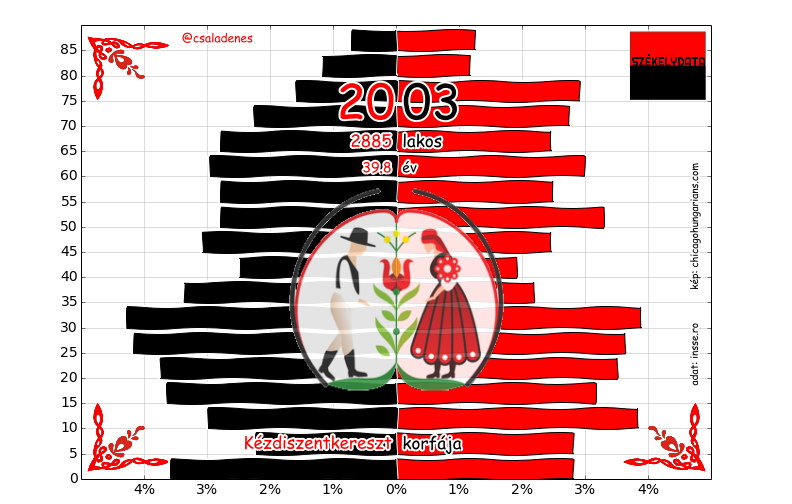 @csaladenes
SZÉKELYDATA
2003
2885 lakos
39.8 év
Kézdiszentkereszt korfája
kép: chicagohungarians.com
adat: insse.ro
85
80
75
70
65
60
55
50
45
40
35
30
25
20
15
10
5
0
4% 3% 2% 1% 0% 1% 2% 3% 4%